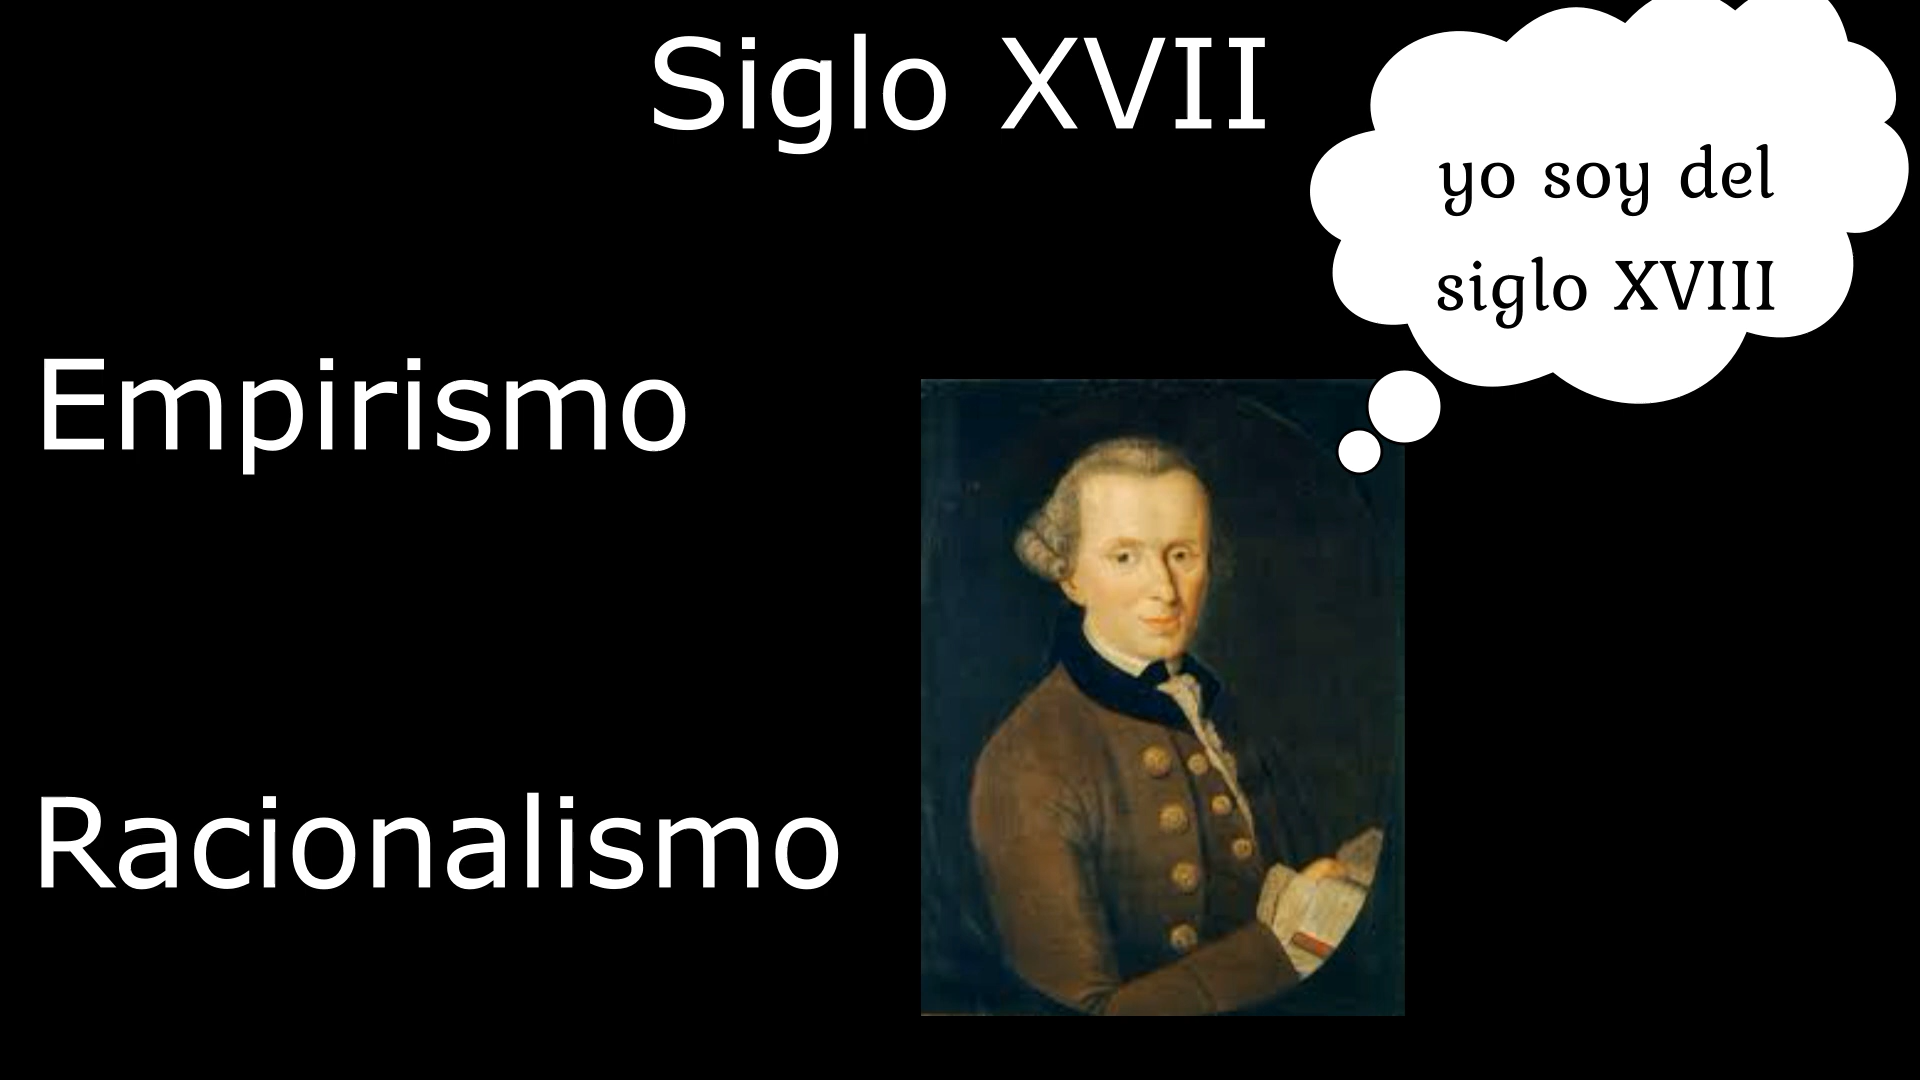 Siglo XVII
yo soy del
siglo XVIII
Empirismo
Racionalismo